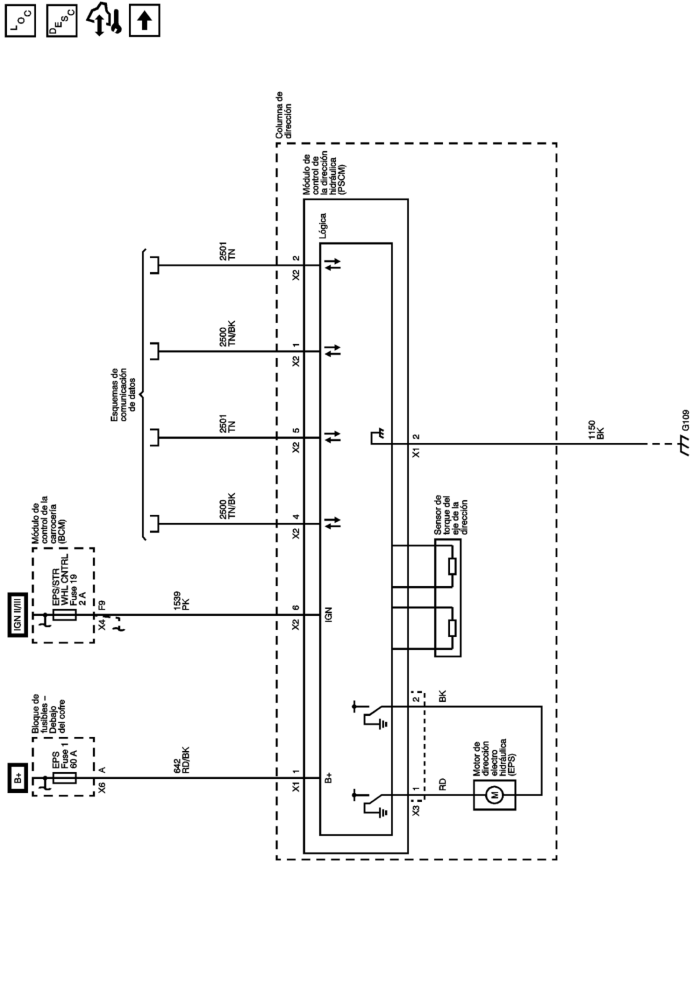 LOC
DESC
Columna de
dirección
Módulo de
control de
la dirección
hidráulica
(PSCM)
Lógica
Esquemas de
comunicación
de datos
2501
TN
X2 2
2500
TN/BK
X2 1
2501
TN
X2 5
2500
TN/BK
X2 4
IGN II/III
Módulo de
control de la
carrocería
(BCM)
EPS/STR
WHL CNTRL
Fuse 19
2 A
X4 F9
1539
PK
X2 6
IGN
B+
Bloque de
fusibles –
Debajo
del cofre
EPS
Fuse 1
60 A
X6 A
642
RD/BK
X1 1
B+
X1 2
1150
BK
G109
Sensor de
torque del
eje de la
dirección
2
BK
X3 1
RD
Motor de
dirección
electro
hidráulica
(EPS)
M